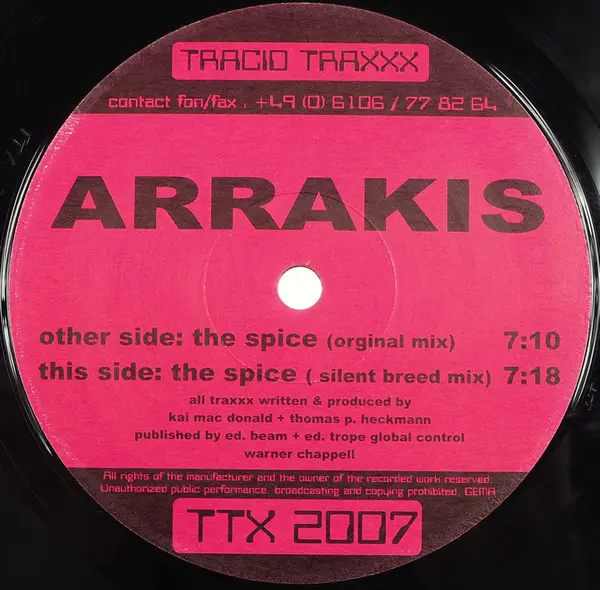 TRACID TRAXXX
contact fon/fax : +49 (0) 6106 / 77 82 64
ARRAKIS
other side: the spice (orginal mix) 7:10
this side: the spice ( silent breed mix) 7:18
all traxxx written & produced by
kai mac donald + thomas p. heckmann
published by ed. beam + ed. trope global control
warner chappell
All rights of the manufacturer and the owner of the recorded work reserved.
Unauthorized public performance, broadcasting and copying prohibited. GEMA
TTX 2007